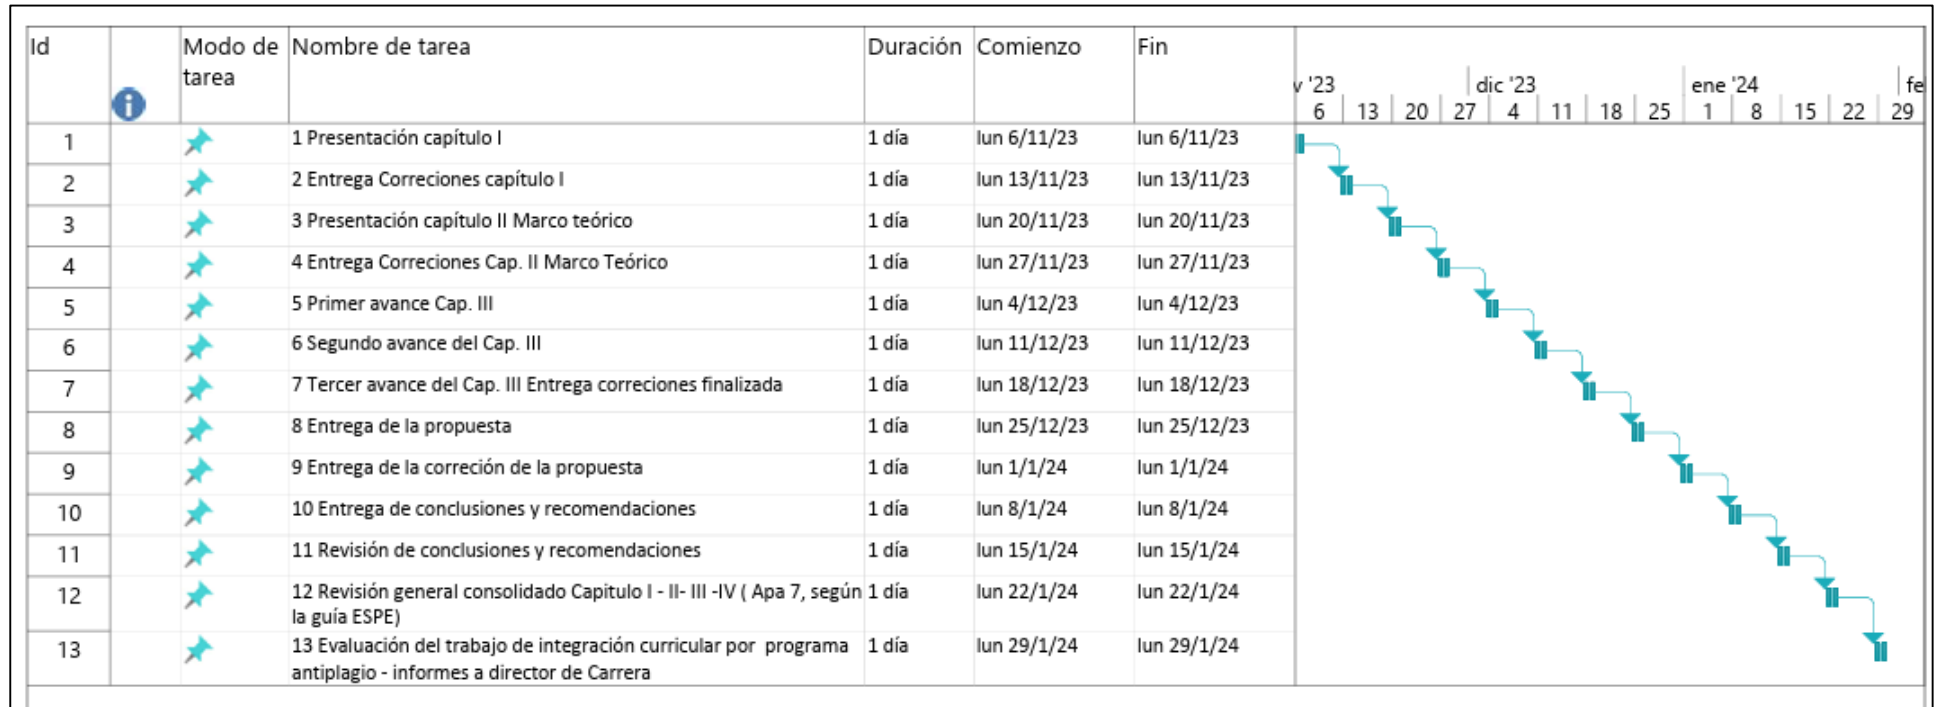 Id Modo de Nombre de tarea Duración Comienzo Fin
tarea
v '23 dic '23 ene '24 fe
6 13 20 27 4 11 18 25 1 8 15 22 29
1 1 Presentación capítulo I 1 día lun 6/11/23 lun 6/11/23
2 2 Entrega Correciones capítulo I 1 día lun 13/11/23 lun 13/11/23
3 3 Presentación capítulo II Marco teórico 1 día lun 20/11/23 lun 20/11/23
4 4 Entrega Correciones Cap. II Marco Teórico 1 día lun 27/11/23 lun 27/11/23
5 5 Primer avance Cap. III 1 día lun 4/12/23 lun 4/12/23
6 6 Segundo avance del Cap. III 1 día lun 11/12/23 lun 11/12/23
7 7 Tercer avance del Cap. III Entrega correciones finalizada 1 día lun 18/12/23 lun 18/12/23
8 8 Entrega de la propuesta 1 día lun 25/12/23 lun 25/12/23
9 9 Entrega de la correción de la propuesta 1 día lun 1/1/24 lun 1/1/24
10 10 Entrega de conclusiones y recomendaciones 1 día lun 8/1/24 lun 8/1/24
11 11 Revisión de conclusiones y recomendaciones 1 día lun 15/1/24 lun 15/1/24
12 12 Revisión general consolidado Capitulo I - II- III -IV ( Apa 7, según 1 día lun 22/1/24 lun 22/1/24
la guía ESPE)
13 13 Evaluación del trabajo de integración curricular por programa 1 día lun 29/1/24 lun 29/1/24
antiplagio - informes a director de Carrera